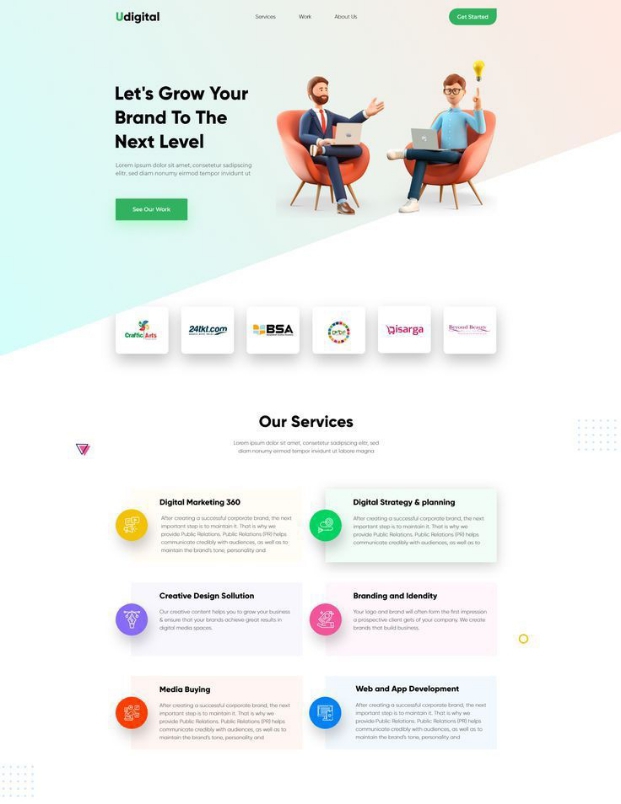 Udigital
Services
Work
About Us
Get Started
Let's Grow Your
Brand To The
Next Level
Lorem ipsum dolor sit amet, consetetur sadipscing
elitr, sed diam nonumy eirmod tempor invidunt ut
See Our Work
Craftic Arts
24tkt.com
BSA
Disarga
Beyond Beauty
Our Services
Lorem ipsum dolor sit amet, consetetur sadipscing elit, sed
diam nonumy eirmod tempor invidunt ut labore magna
Digital Marketing 360
After creating a successful corporate brand, the next
important step is to maintain it. That is why we
provide Public Relations. Public Relations (PR) helps
communicate credibly with audiences, as well as to
maintain the brand's tone, personality and
Digital Strategy & planning
After creating a successful corporate brand, the next
important step is to maintain it. That is why we
provide Public Relations. Public Relations (PR) helps
communicate credibly with audiences, as well as to
Creative Design Sollution
Our creative content helps you to grow your business
& ensure that your brands achieve great results in
digital media spaces.
Branding and Idendity
Your logo and brand will often form the first impression
a prospective client gets of your company. We create
brands that build business.
Media Buying
After creating a successful corporate brand, the next
important step is to maintain it. That is why we
provide Public Relations. Public Relations (PR) helps
communicate credibly with audiences, as well as to
maintain the brand's tone, personality and
Web and App Development
After creating a successful corporate brand, the next
important step is to maintain it. That is why we
provide Public Relations. Public Relations (PR) helps
communicate credibly with audiences, as well as to
maintain the brand's tone, personality and